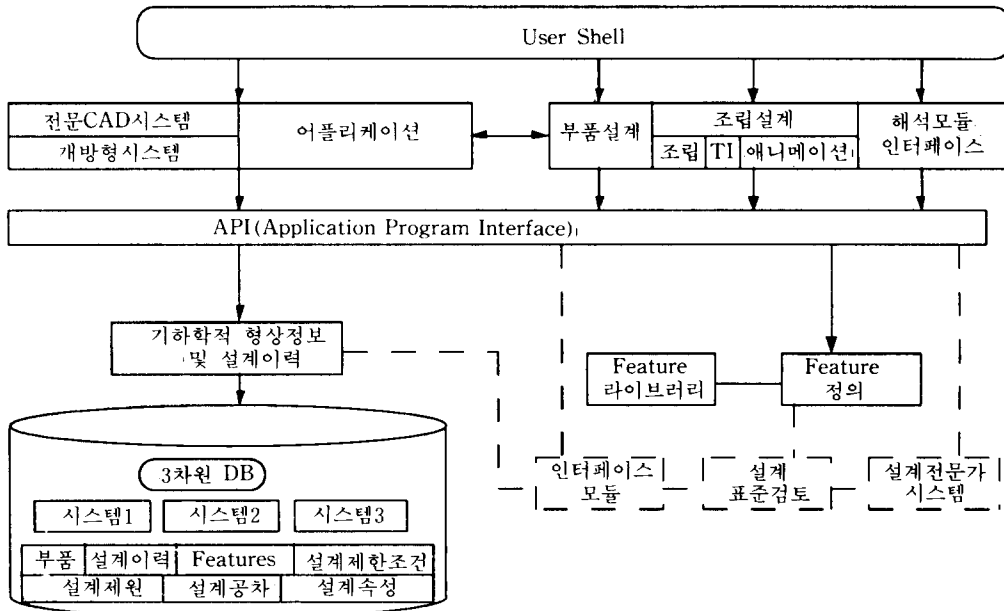 User Shell
전문CAD시스템
개방형시스템
어플리케이션
부품설계
조립설계
조립 TI 애니메이션
해석모듈
인터페이스
API(Application Program Interface)
기하학적 형상정보
및 설계이력
Feature
라이브러리
Feature
정의
3차원 DB
시스템1 시스템2 시스템3
부품 설계이력 Features 설계제한조건
설계제원 설계공차 설계속성
인터페이스
모듈
설계
표준검토
설계전문가
시스템